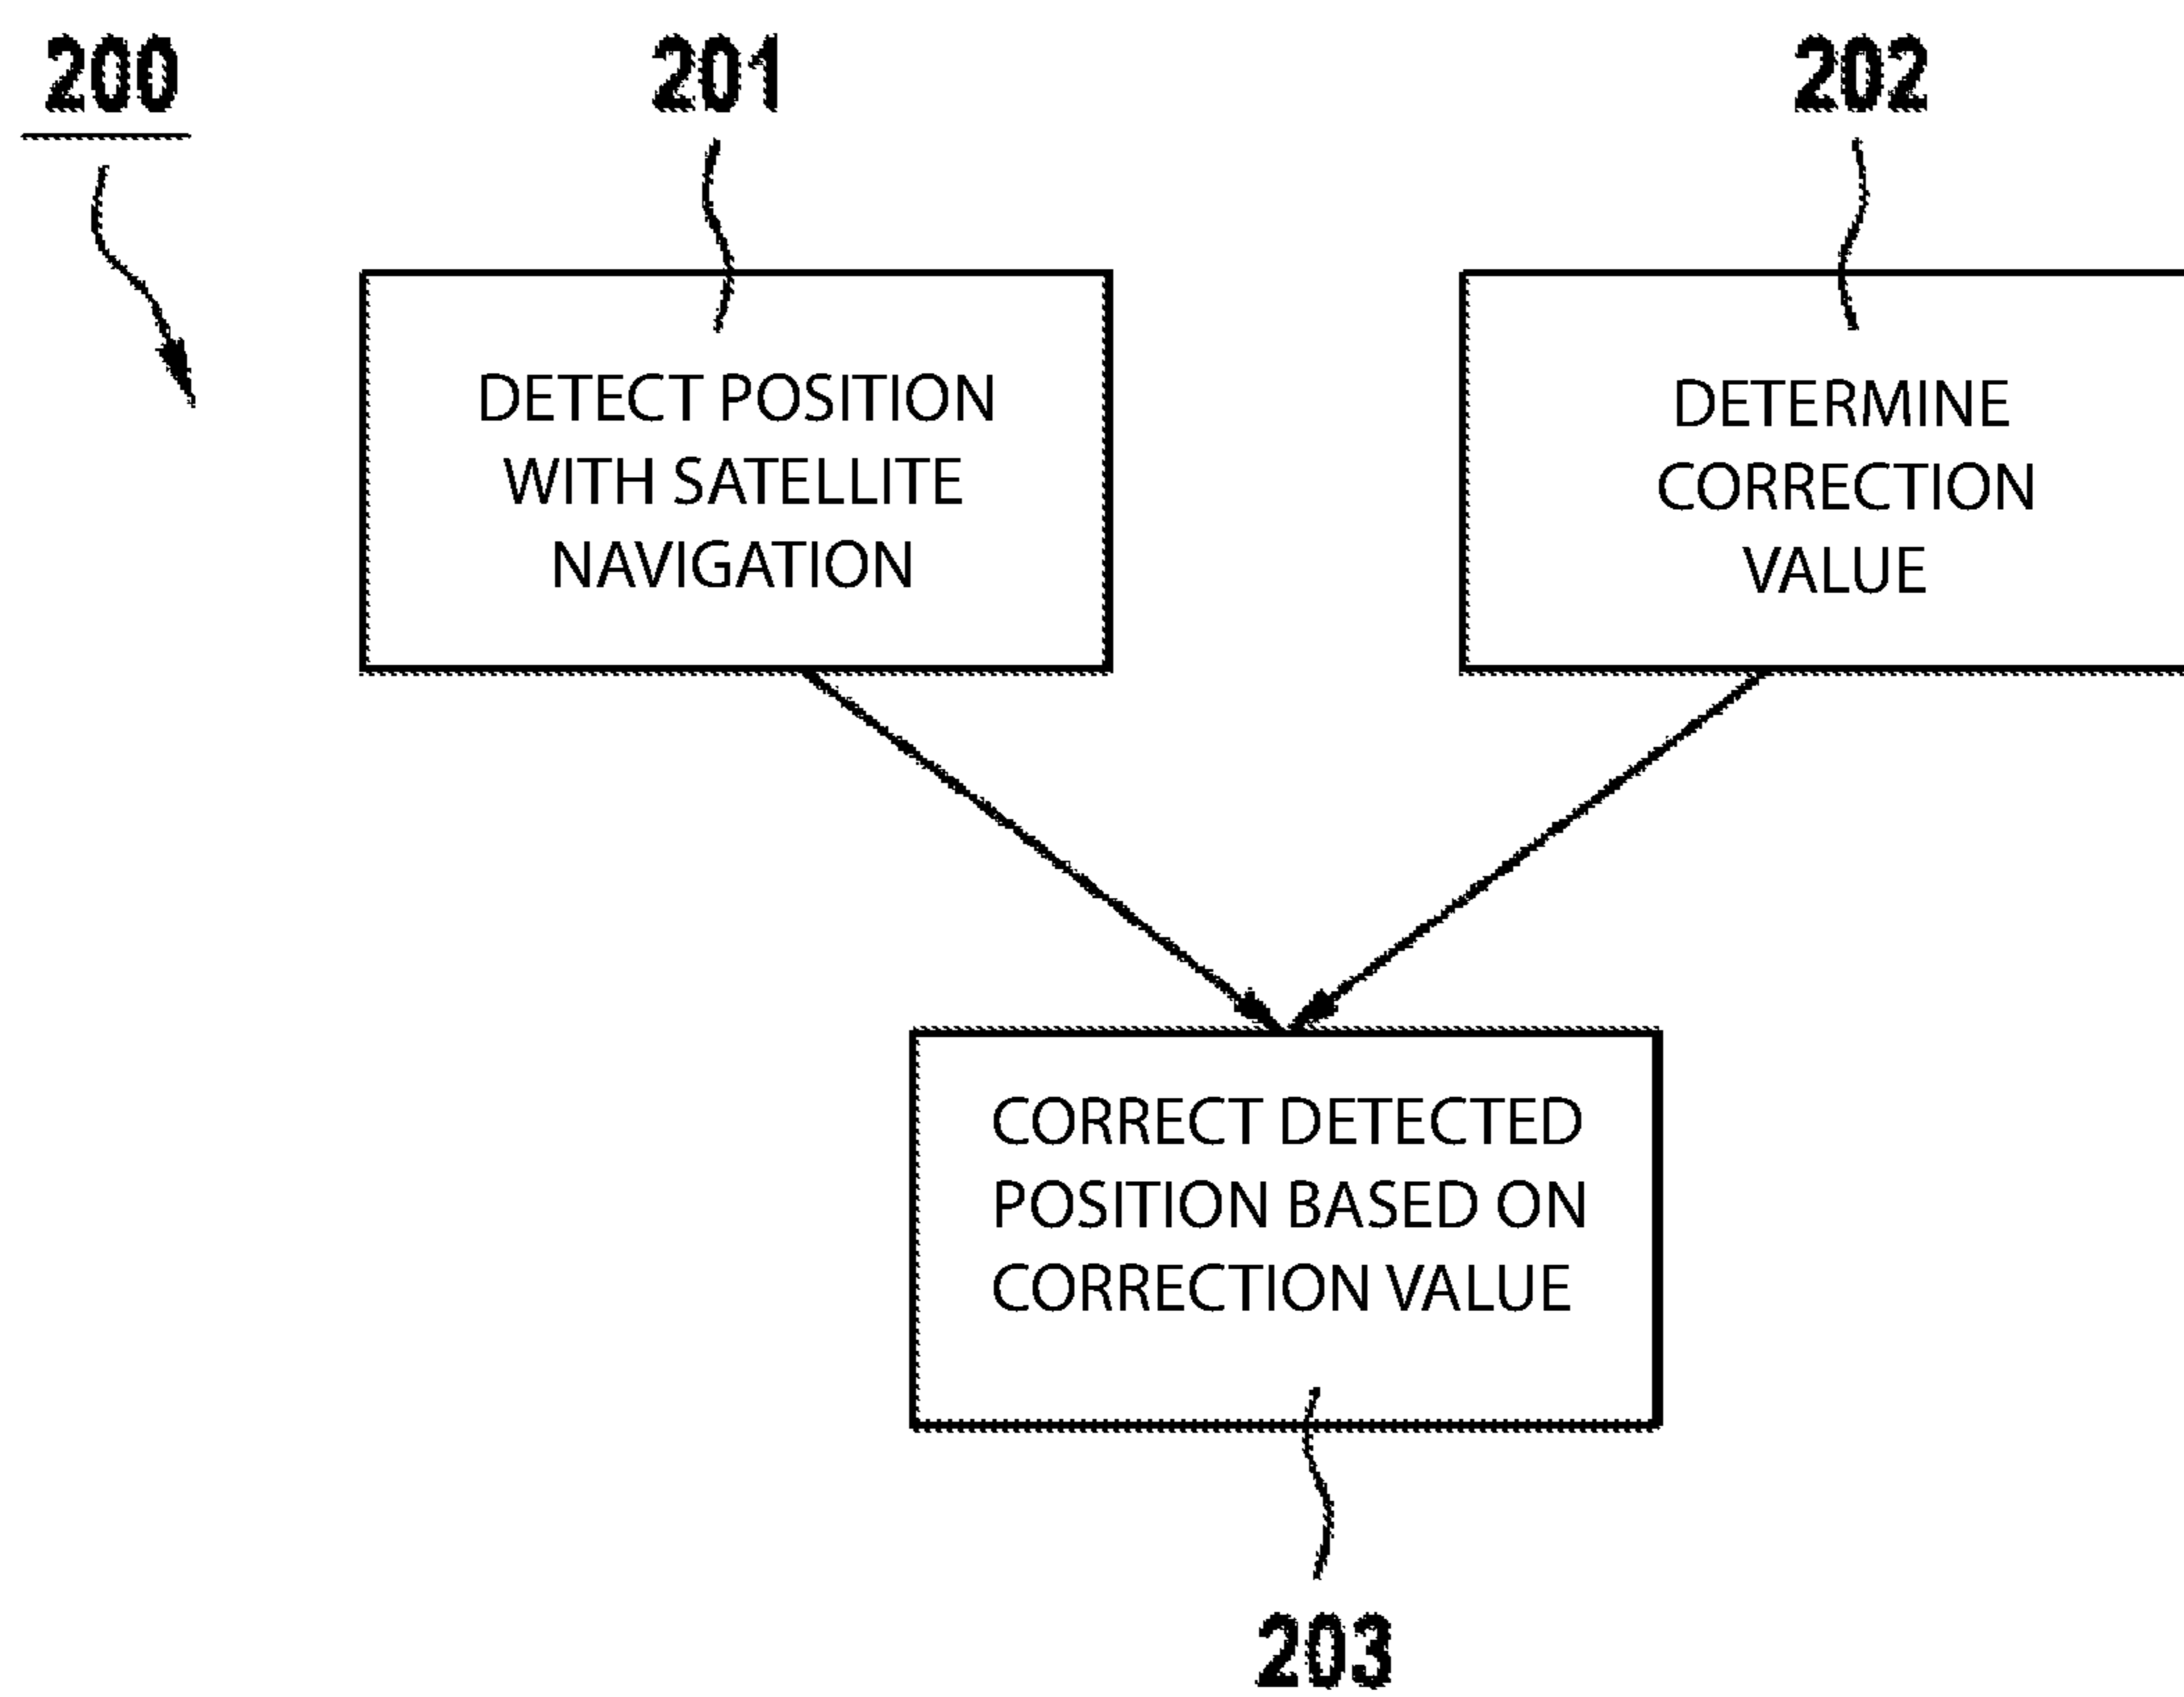 200
201
202
DETECT POSITION
WITH SATELLITE
NAVIGATION
DETERMINE
CORRECTION
VALUE
CORRECT DETECTED
POSITION BASED ON
CORRECTION VALUE
203